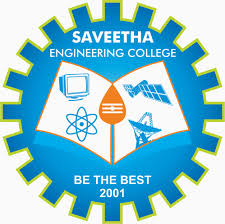 SAVEETHA
ENGINEERING COLLEGE
BE THE BEST
2001